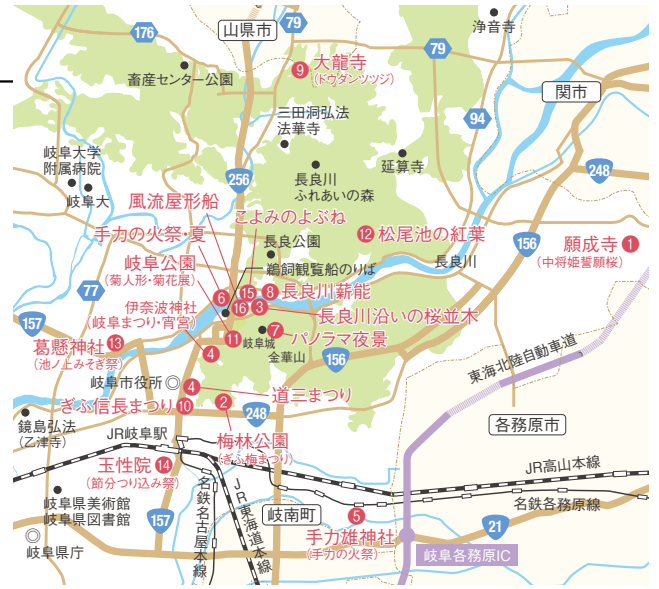 山県市
79
176
浄音寺
⑨大龍寺
(ドウダンツツジ)
79
畜産センター公園
関市
三田洞弘法
法華寺
94
岐阜大学
附属病院
岐阜大
延算寺
248
256
長良川
ふれあいの森
風流屋形船
こよみのよぶね
手力の火祭・夏
⑫松尾池の紅葉
156
願成寺①
(中将姫誓願桜)
長良公園
岐阜公園
(菊人形・菊花展)
鵜飼観覧船のりば
長良川
77
⑥
⑮
⑧長良川薪能
伊奈波神社
(岐阜まつり・宵宮)
⑯
③
長良川沿いの桜並木
157
葛懸神社⑬
(池ノ上みそぎ祭)
⑪
④
岐阜城
⑦パノラマ夜景
金華山
156
東海北陸自動車道
岐阜市役所◎
④
道三まつり
ぎふ信長まつり⑩
②
248
鏡島弘法
(乙津寺)
梅林公園
(ぎふ梅まつり)
各務原市
JR岐阜駅
玉性院⑭
(節分つり込み祭)
JR高山本線
岐阜県美術館
岐阜県図書館
157
名鉄名古屋本線
JR東海道本線
岐南町
⑤
手力雄神社
(手力の火祭)
名鉄各務原線
21
◎
岐阜県庁
岐阜各務原IC